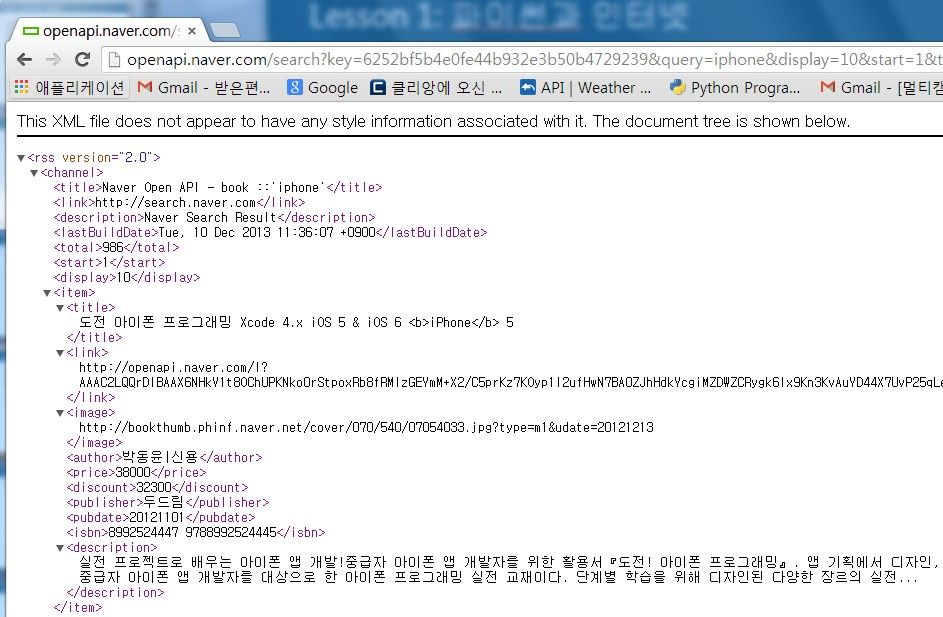 Lesson 1: 파이썬과 인터넷
openapi.naver.com/s
openapi.naver.com/search?key=6252bf5b4e0fe44b932e3b50b4729239&query=iphone&display=10&start=1&t
애플리케이션 Gmail - 받은편... Google 클리앙에 오신 ... API | Weather ... Python Progra... Gmail - [멀티캠
This XML file does not appear to have any style information associated with it. The document tree is shown below.
▼<rss version="2.0">
▼<channel>
<title>Naver Open API - book ::'iphone'</title>
<link>http://search.naver.com</link>
<description>Naver Search Result</description>
<lastBuildDate>Tue, 10 Dec 2013 11:36:07 +0900</lastBuildDate>
<total>986</total>
<start>1</start>
<display>10</display>
▼<item>
▼<title>
도전 아이폰 프로그래밍 Xcode 4.x iOS 5 & iOS 6 <b>iPhone</b> 5
</title>
▼<link>
http://openapi.naver.com/l?
</link>
▼<image>
http://bookthumb.phinf.naver.net/cover/070/540/07054033.jpg?type=m1&udate=20121213
</image>
<author>박동윤|신용</author>
<price>38000</price>
<discount>32300</discount>
<publisher>두드림</publisher>
<pubdate>20121101</pubdate>
<isbn>8992524447 9788992524445</isbn>
▼<description>
실전 프로젝트로 배우는 아이폰 앱 개발!중급자 아이폰 앱 개발자를 위한 활용서 『도전! 아이폰 프로그래밍』. 앱 기획에서 디자인,
중급자 아이폰 앱 개발자를 대상으로 한 아이폰 프로그래밍 실전 교재이다. 단계별 학습을 위해 디자인된 다양한 장르의 실전...
</description>
</item>